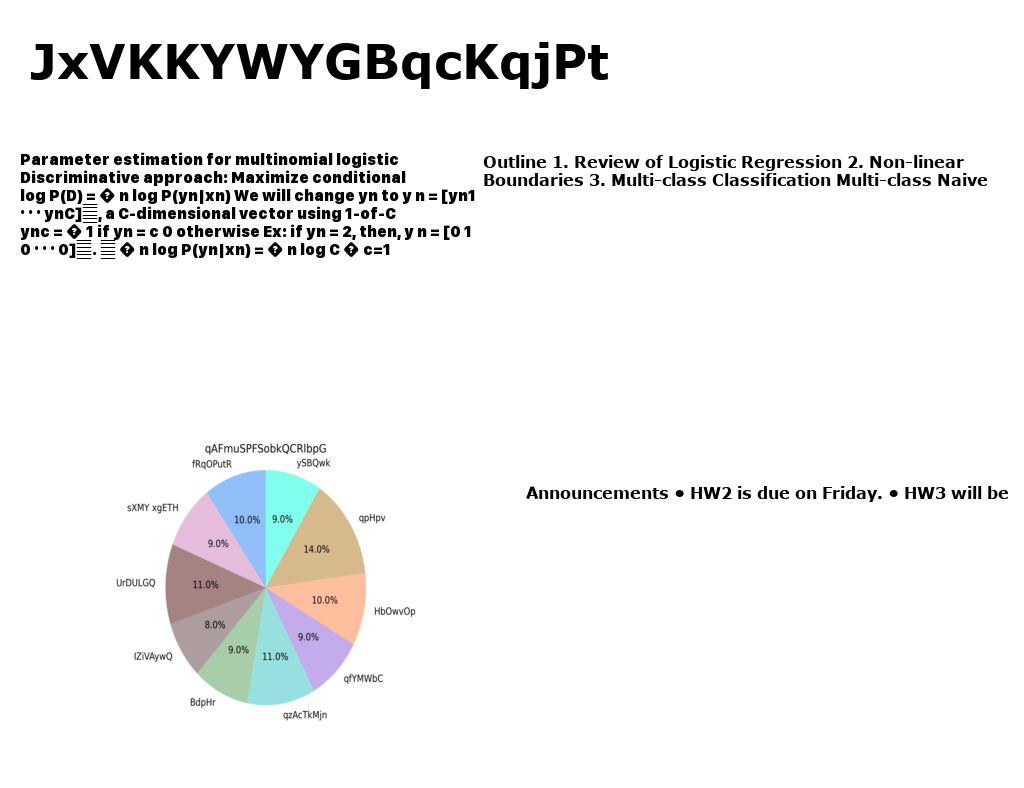 JxVKKYWYGBqcKqjPt
Parameter estimation for multinomial logistic
Discriminative approach: Maximize conditional
log P(D) = � n log P(yn|xn) We will change yn to y n = [yn1
· · · ynC], a C-dimensional vector using 1-of-C
ync = � 1 if yn = c 0 otherwise Ex: if yn = 2, then, y n = [0 1
0 · · · 0]. � n log P(yn|xn) = � n log C � c=1
Outline 1. Review of Logistic Regression 2. Non-linear
Boundaries 3. Multi-class Classification Multi-class Naive
qAFmuSPFSobkQCRlbpG
fRqOPutR
ySBQwk
sXMY xgETH
qpHpv
UrDULGQ
HbOwvOp
qfYMWbC
BdpHr
qzAcTkMjn
10.0%
9.0%
9.0%
14.0%
11.0%
10.0%
8.0%
9.0%
9.0%
11.0%
Announcements • HW2 is due on Friday. • HW3 will be